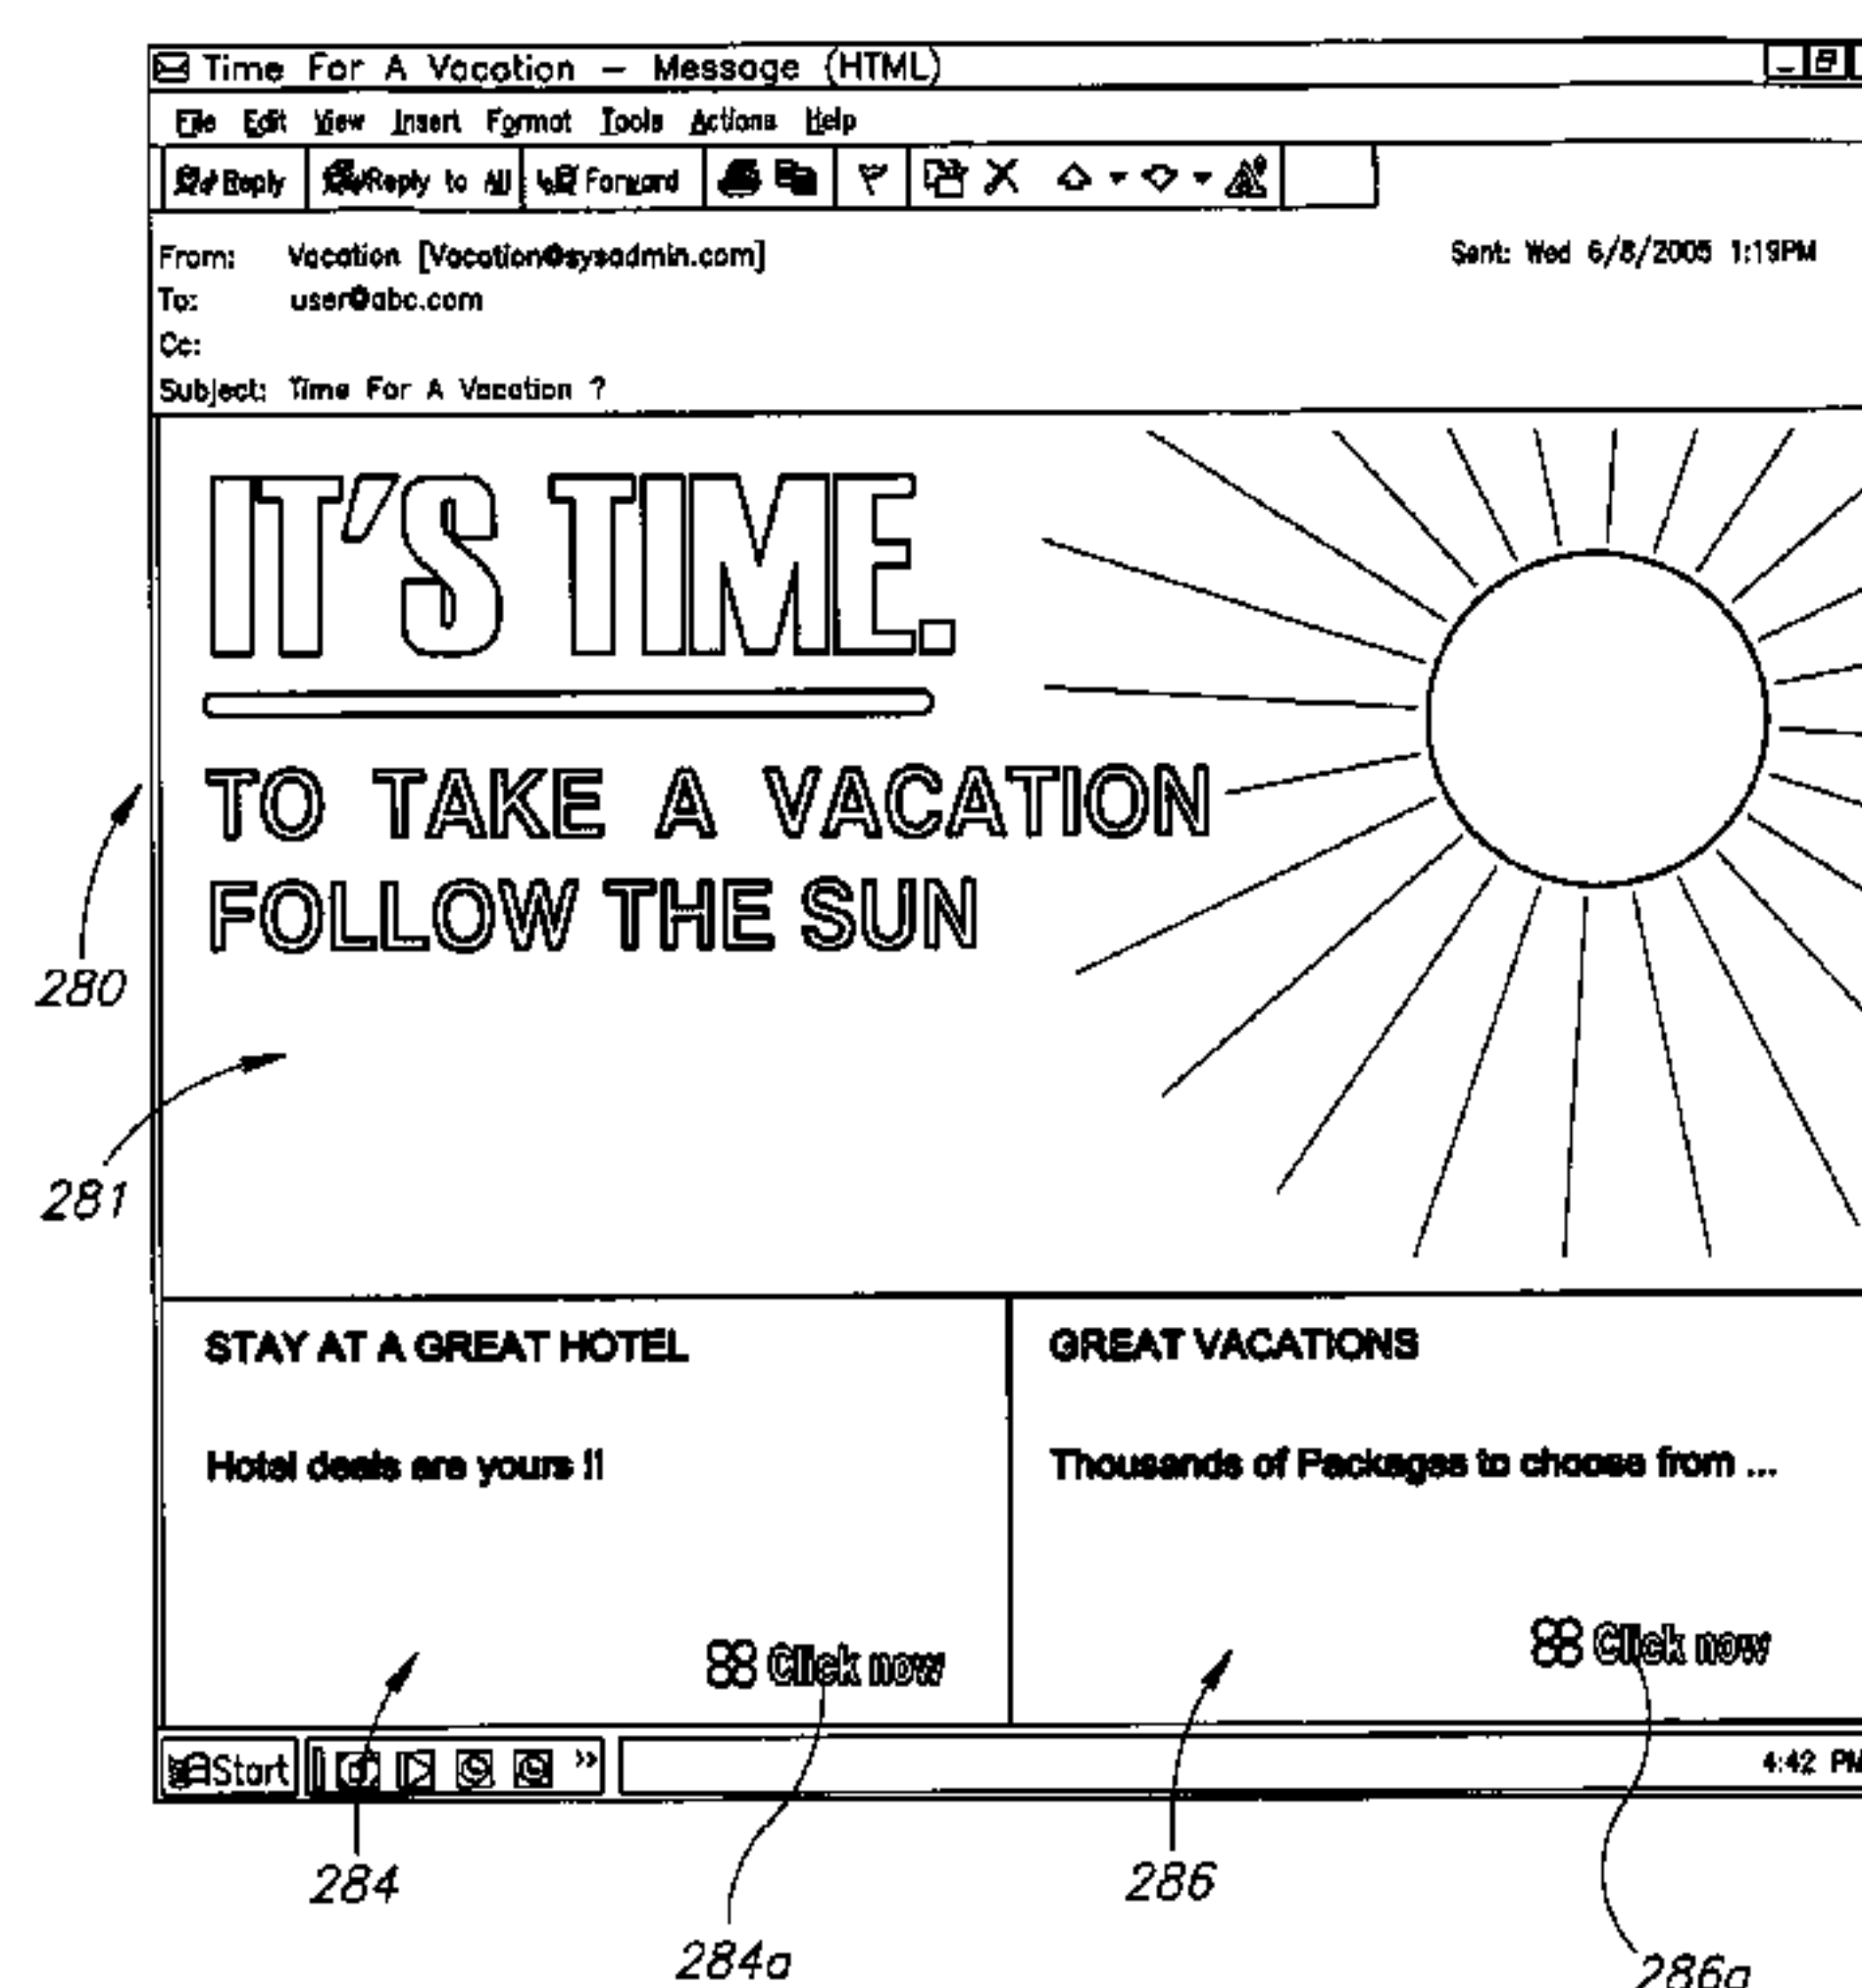 Time For A Vacation – Message (HTML)
File Edit View Insert Format Tools Actions Help
Reply Reply to All Forward
From: Vacation [Vacation@sysadmin.com] Sent: Wed 6/8/2005 1:19PM
To: user@abc.com
Cc:
Subject: Time For A Vacation ?
IT'S TIME.
TO TAKE A VACATION
FOLLOW THE SUN
280
281
STAY AT A GREAT HOTEL
Hotel deals are yours !!
Click now
GREAT VACATIONS
Thousands of Packages to choose from ...
Click now
Start » 4:42 PM
284
284a
286
286a